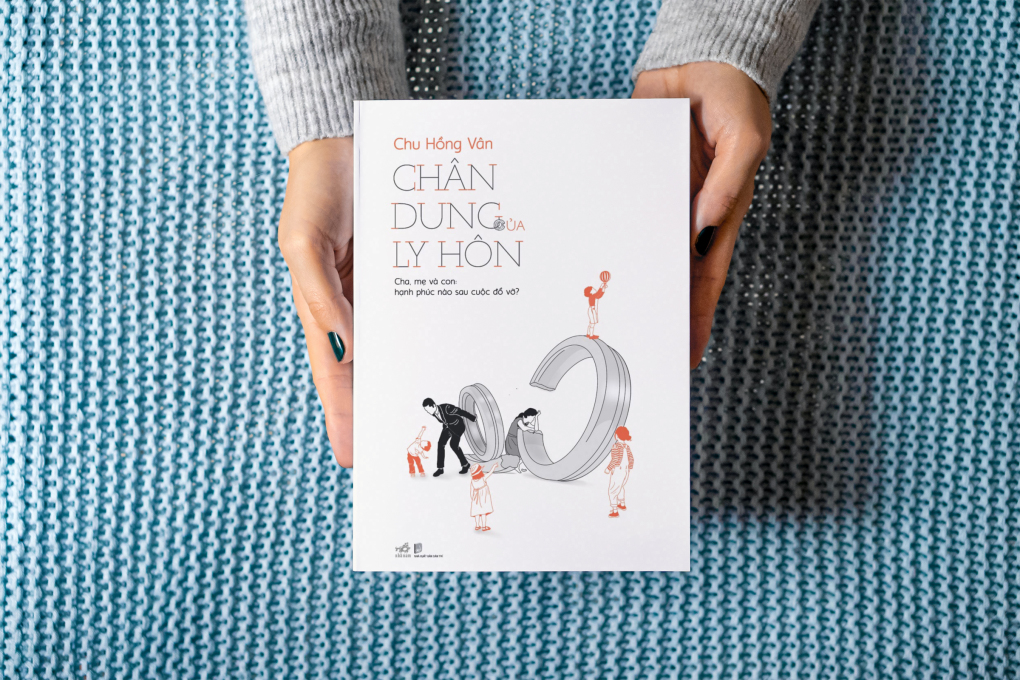 Chu Hồng Vân
CHÂN
DUNG CỦA
LY HÔN
Cha, mẹ và con:
hạnh phúc nào sau cuộc đổ vỡ?